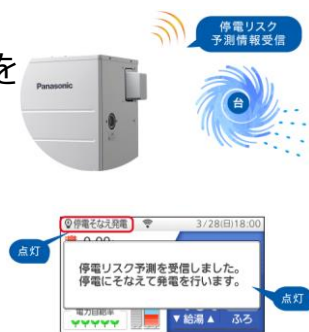 停電リスク
予測情報受信
を
Panasonic
台
停電そなえ発電 3/28(日)18:00
点灯
停電リスク予測を受信しました。
停電にそなえて発電を行います。
点灯
電力自給率
▼給湯▲ ふろ